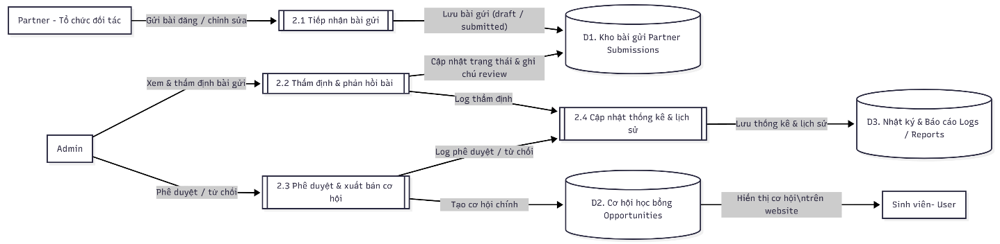 Partner - Tổ chức đối tác
Gửi bài đăng / chỉnh sửa
2.1 Tiếp nhận bài gửi
Lưu bài gửi (draft /
submitted)
D1. Kho bài gửi Partner
Submissions
Cập nhật trạng thái & ghi
chú review
Xem & thẩm định bài gửi
2.2 Thẩm định & phản hồi bài
Log thẩm định
2.4 Cập nhật thống kê & lịch
sử
Lưu thống kê & lịch sử
D3. Nhật ký & Báo cáo Logs
/ Reports
Admin
Log phê duyệt / từ chối
Phê duyệt / từ chối
2.3 Phê duyệt & xuất bản cơ
hội
Tạo cơ hội chính
D2. Cơ hội học bổng
Opportunities
Hiển thị cơ hội\ntrên
website
Sinh viên- User